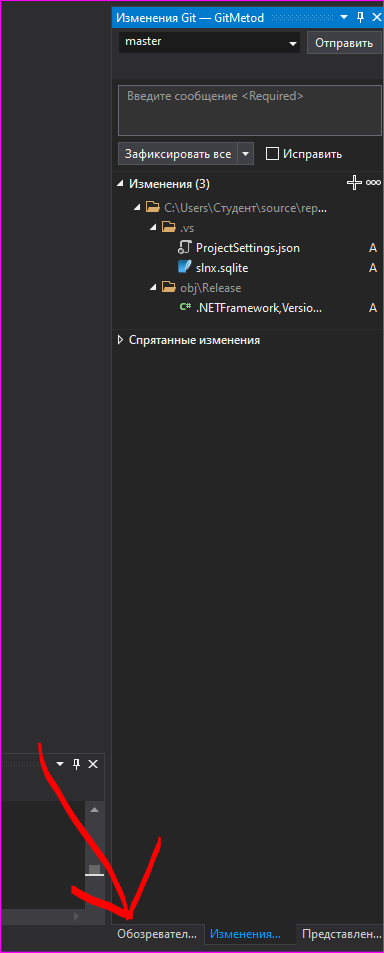 Изменения Git — GitMetod
master
Отправить
Введите сообщение <Required>
Зафиксировать все
Исправить
Изменения (3)
C:\Users\Студент\source\rep...
.vs
ProjectSettings.json A
slnx.sqlite A
obj\Release
C# .NETFramework,Versio... A
Спрятанные изменения
Обозревател... Изменения... Представлен...